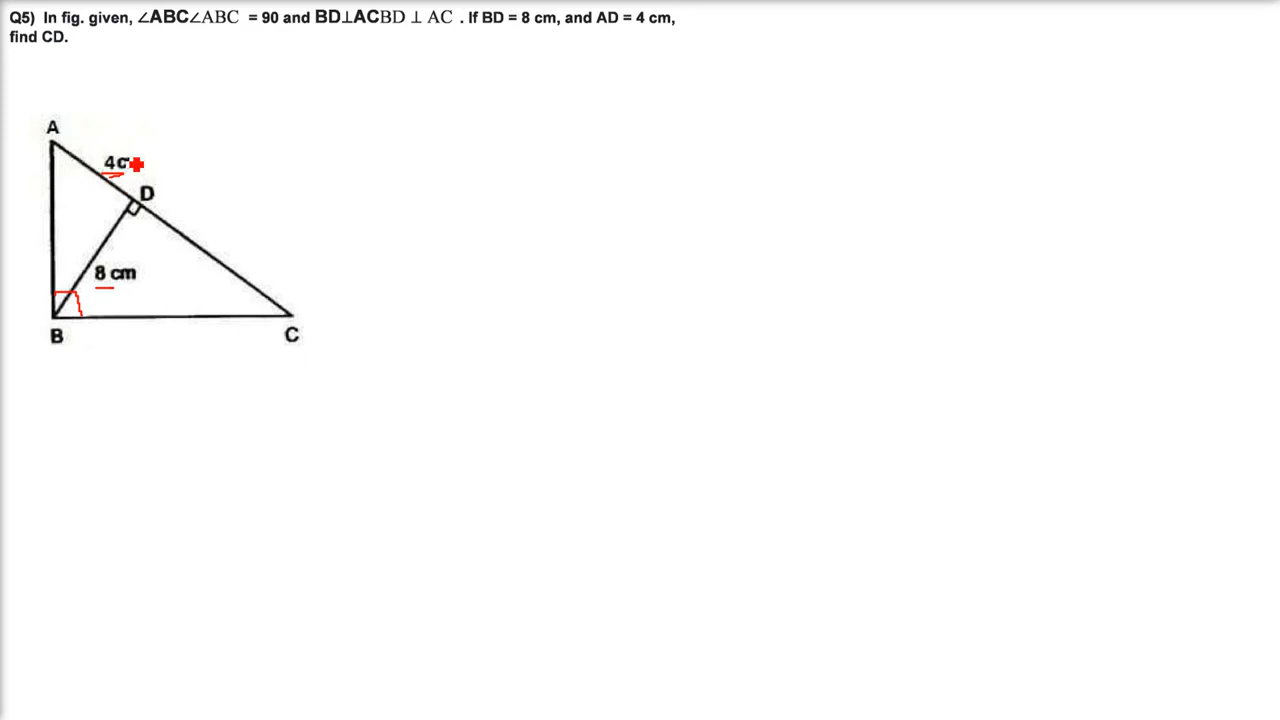 Q5) In fig. given, ∠ABC∠ABC = 90 and BD⊥ACBD ⊥ AC . If BD = 8 cm, and AD = 4 cm,
find CD.
A
4c
D
8 cm
B
C